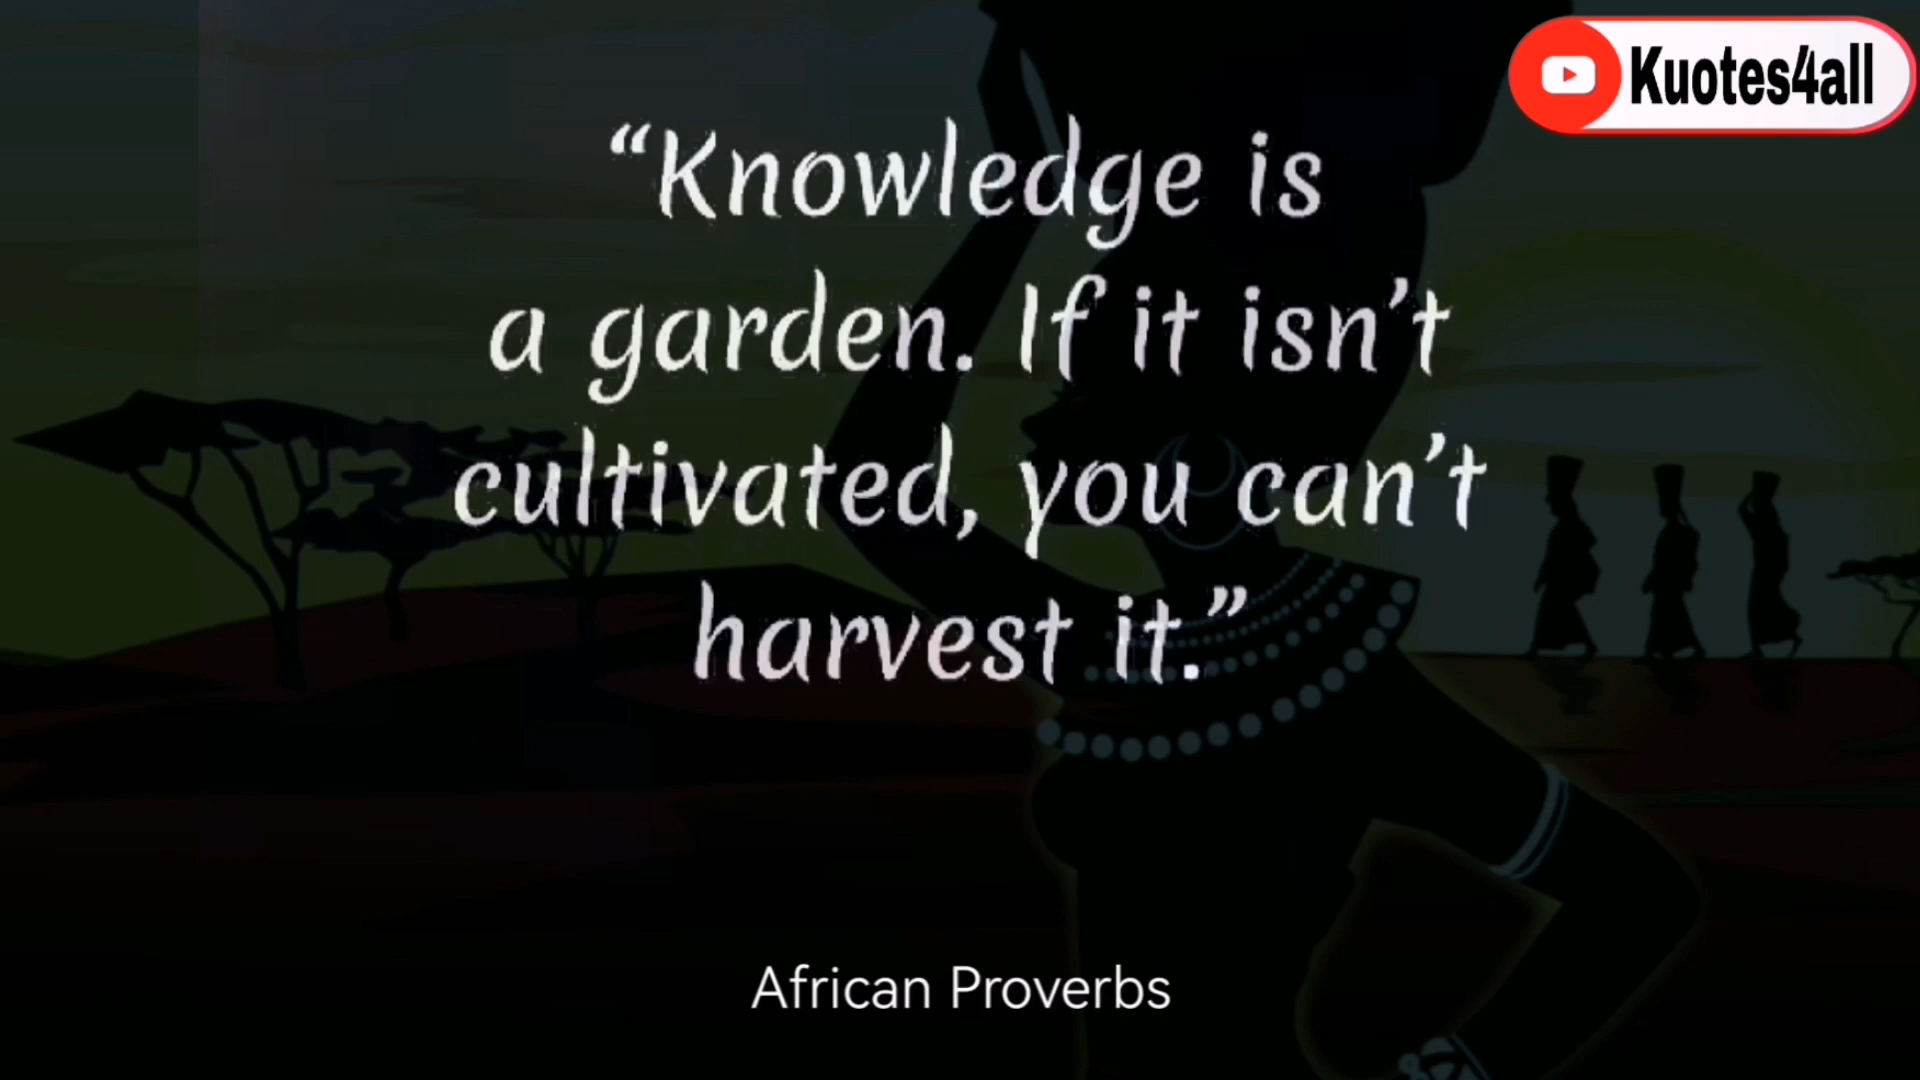 Kuotes4all
“Knowledge is
a garden. If it isn’t
cultivated, you can’t
harvest it.”
African Proverbs